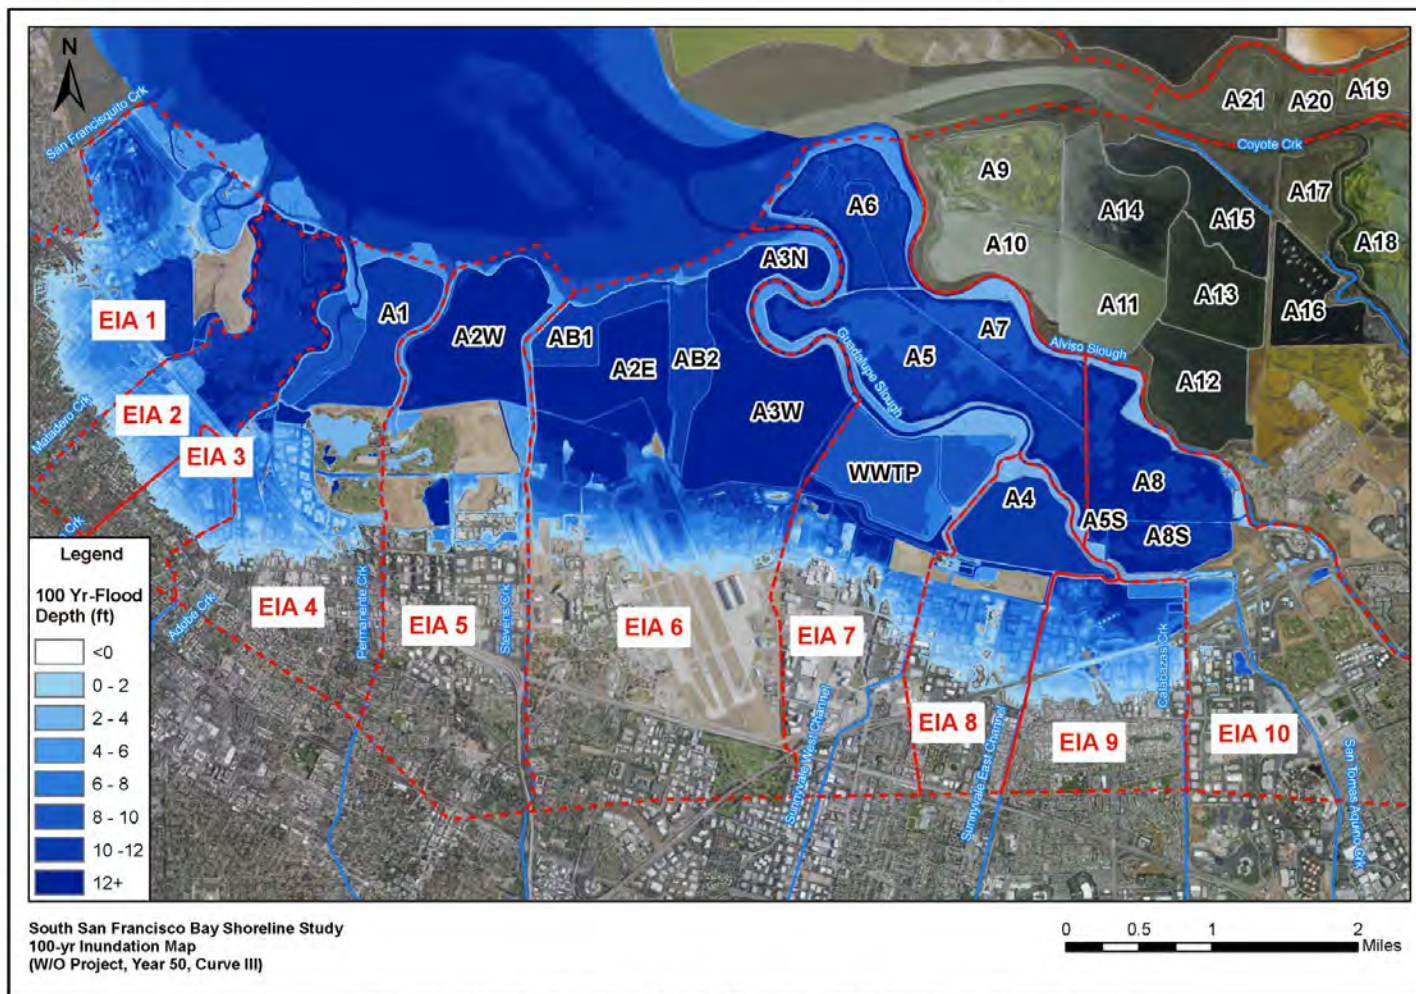 N
San Francisquito Crk
A21
A20
A19
Coyote Crk
A9
A14
A15
A17
A18
A6
A10
A3N
A11
A13
A16
EIA 1
A1
A2W
AB1
A2E
AB2
A5
A7
Alviso Slough
A12
Guadalupe Slough
A3W
Matadero Crk
EIA 2
EIA 3
WWTP
A4
A8
A5S
A8S
Legend
100 Yr-Flood
Depth (ft)
<0
0 - 2
2 - 4
4 - 6
6 - 8
8 - 10
10 -12
12+
Adobe Crk
EIA 4
Permanente Crk
EIA 5
Stevens Crk
EIA 6
EIA 7
Sunnyvale West Channel
EIA 8
Sunnyvale East Channel
EIA 9
Calabazas Crk
EIA 10
San Tomas Aquino Crk
South San Francisco Bay Shoreline Study
100-yr Inundation Map
(W/O Project, Year 50, Curve III)
0 0.5 1 2
Miles